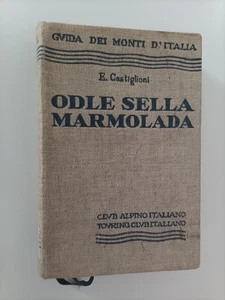 GVIDA DEI MONTI D'ITALIA
E. Castiglioni
ODLE SELLA
MARMOLADA
CLVB ALPINO ITALIANO
TOVRING CLVB ITALIANO